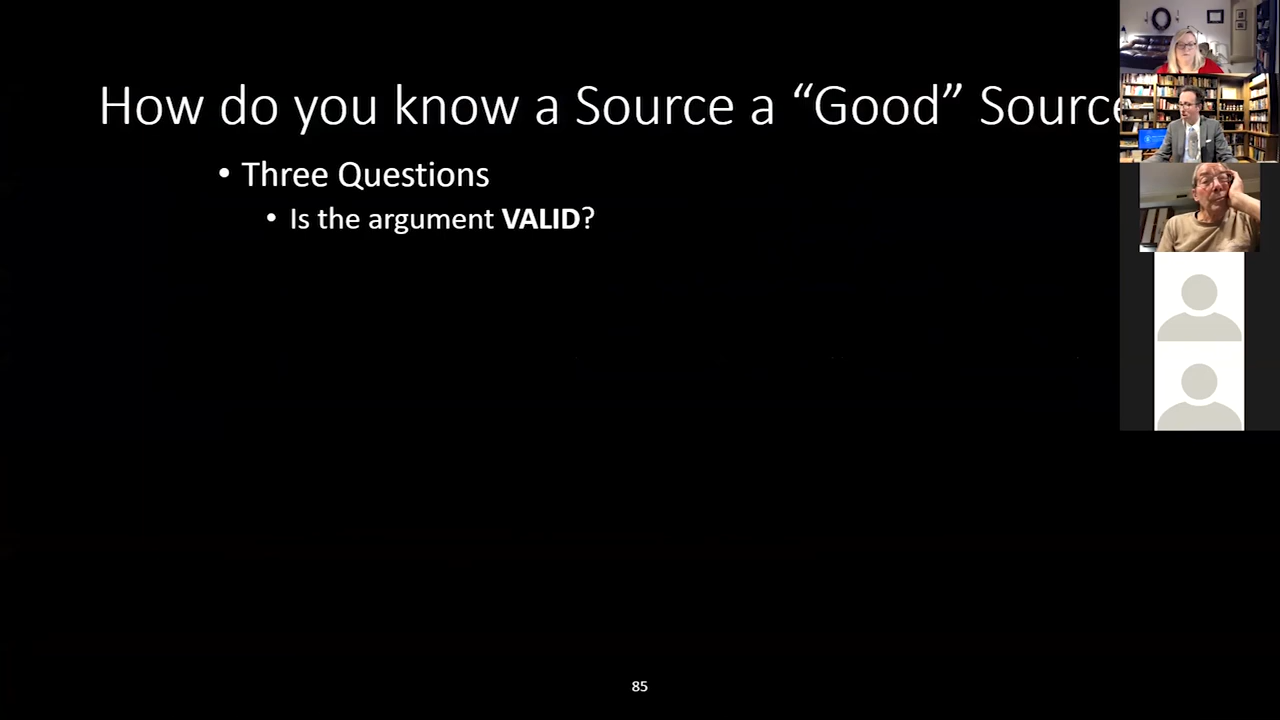 How do you know a Source a “Good” Source
• Three Questions
• Is the argument VALID?
85